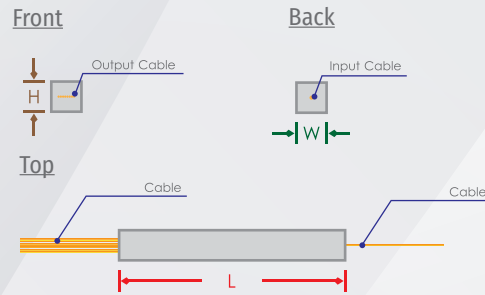 Front
Back
Output Cable
Input Cable
H
W
Top
Cable
Cable
L